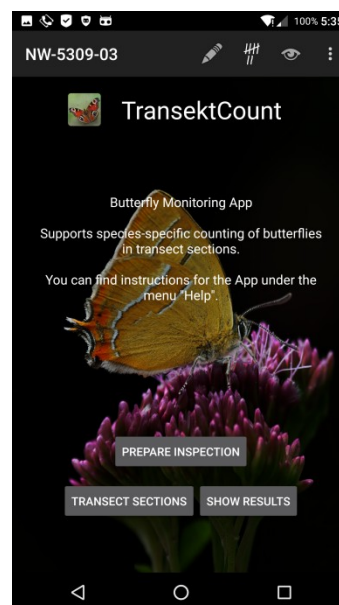 100% 5:35
NW-5309-03
TransektCount
Butterfly Monitoring App
Supports species-specific counting of butterflies
in transect sections.
You can find instructions for the App under the
menu "Help".
PREPARE INSPECTION
TRANSECT SECTIONS SHOW RESULTS